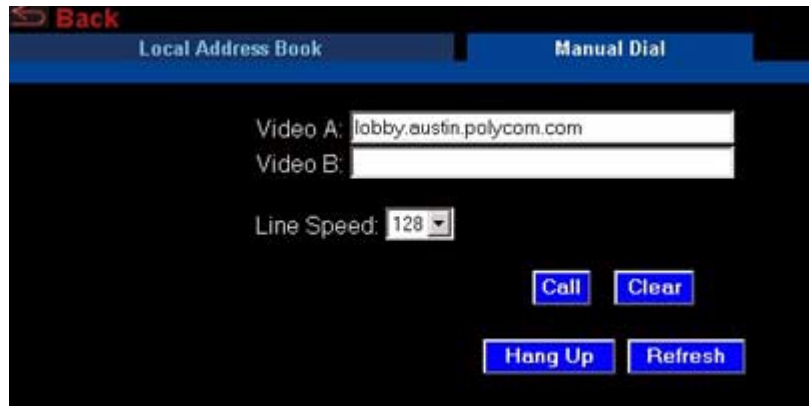 Back
Local Address Book Manual Dial
Video A: lobby.austin.polycom.com
Video B:
Line Speed: 128
Call Clear
Hang Up Refresh